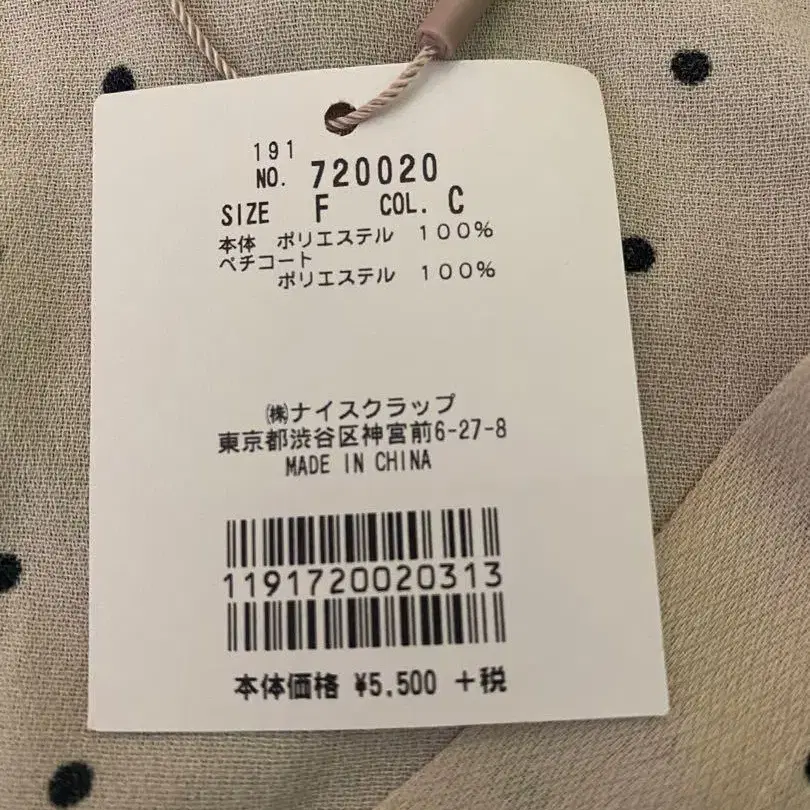 191
NO. 720020
SIZE F COL. C
本体 ポリエステル 100%
ペチコート
ポリエステル 100%
㈱ナイスクラップ
東京都渋谷区神宮前6-27-8
MADE IN CHINA
1191720020313
本体価格 ¥5,500 +税